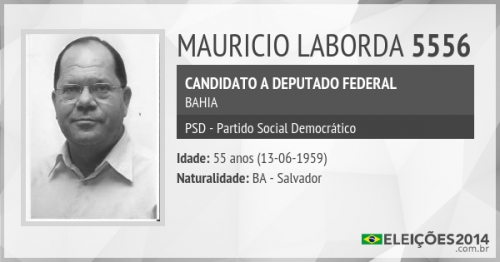 MAURICIO LABORDA 5556
CANDIDATO A DEPUTADO FEDERAL
BAHIA
PSD - Partido Social Democrático
Idade: 55 anos (13-06-1959)
Naturalidade: BA - Salvador
ELEIÇÕES2014
.com.br